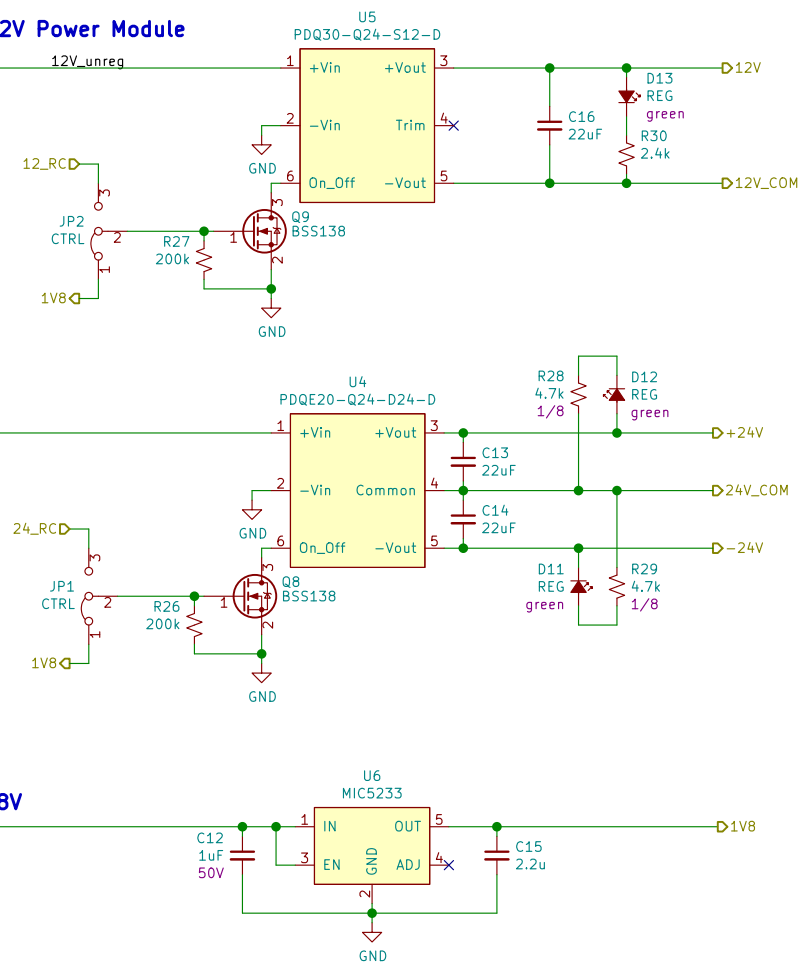 2V Power Module
U5
PDQ30-Q24-S12-D
12V_unreg
1
+Vin
+Vout
3
12V
D13
REG
green
C16
22uF
2
-Vin
Trim
4
R30
2.4k
GND
12_RC
6
On_Off
-Vout
5
12V_COM
3
3
Q9
BSS138
JP2
CTRL
2
R27
200k
1
2
1
1V8
GND
U4
PDQE20-Q24-D24-D
R28
4.7k
1/8
D12
REG
green
1
+Vin
+Vout
3
+24V
C13
22uF
2
-Vin
Common
4
24V_COM
C14
22uF
GND
24_RC
6
On_Off
-Vout
5
-24V
3
3
Q8
BSS138
D11
REG
green
R29
4.7k
1/8
JP1
CTRL
2
R26
200k
1
2
1
1V8
GND
8V
U6
MIC5233
1
IN
OUT
5
1V8
C12
1uF
50V
3
EN
GND
ADJ
4
C15
2.2u
2
GND